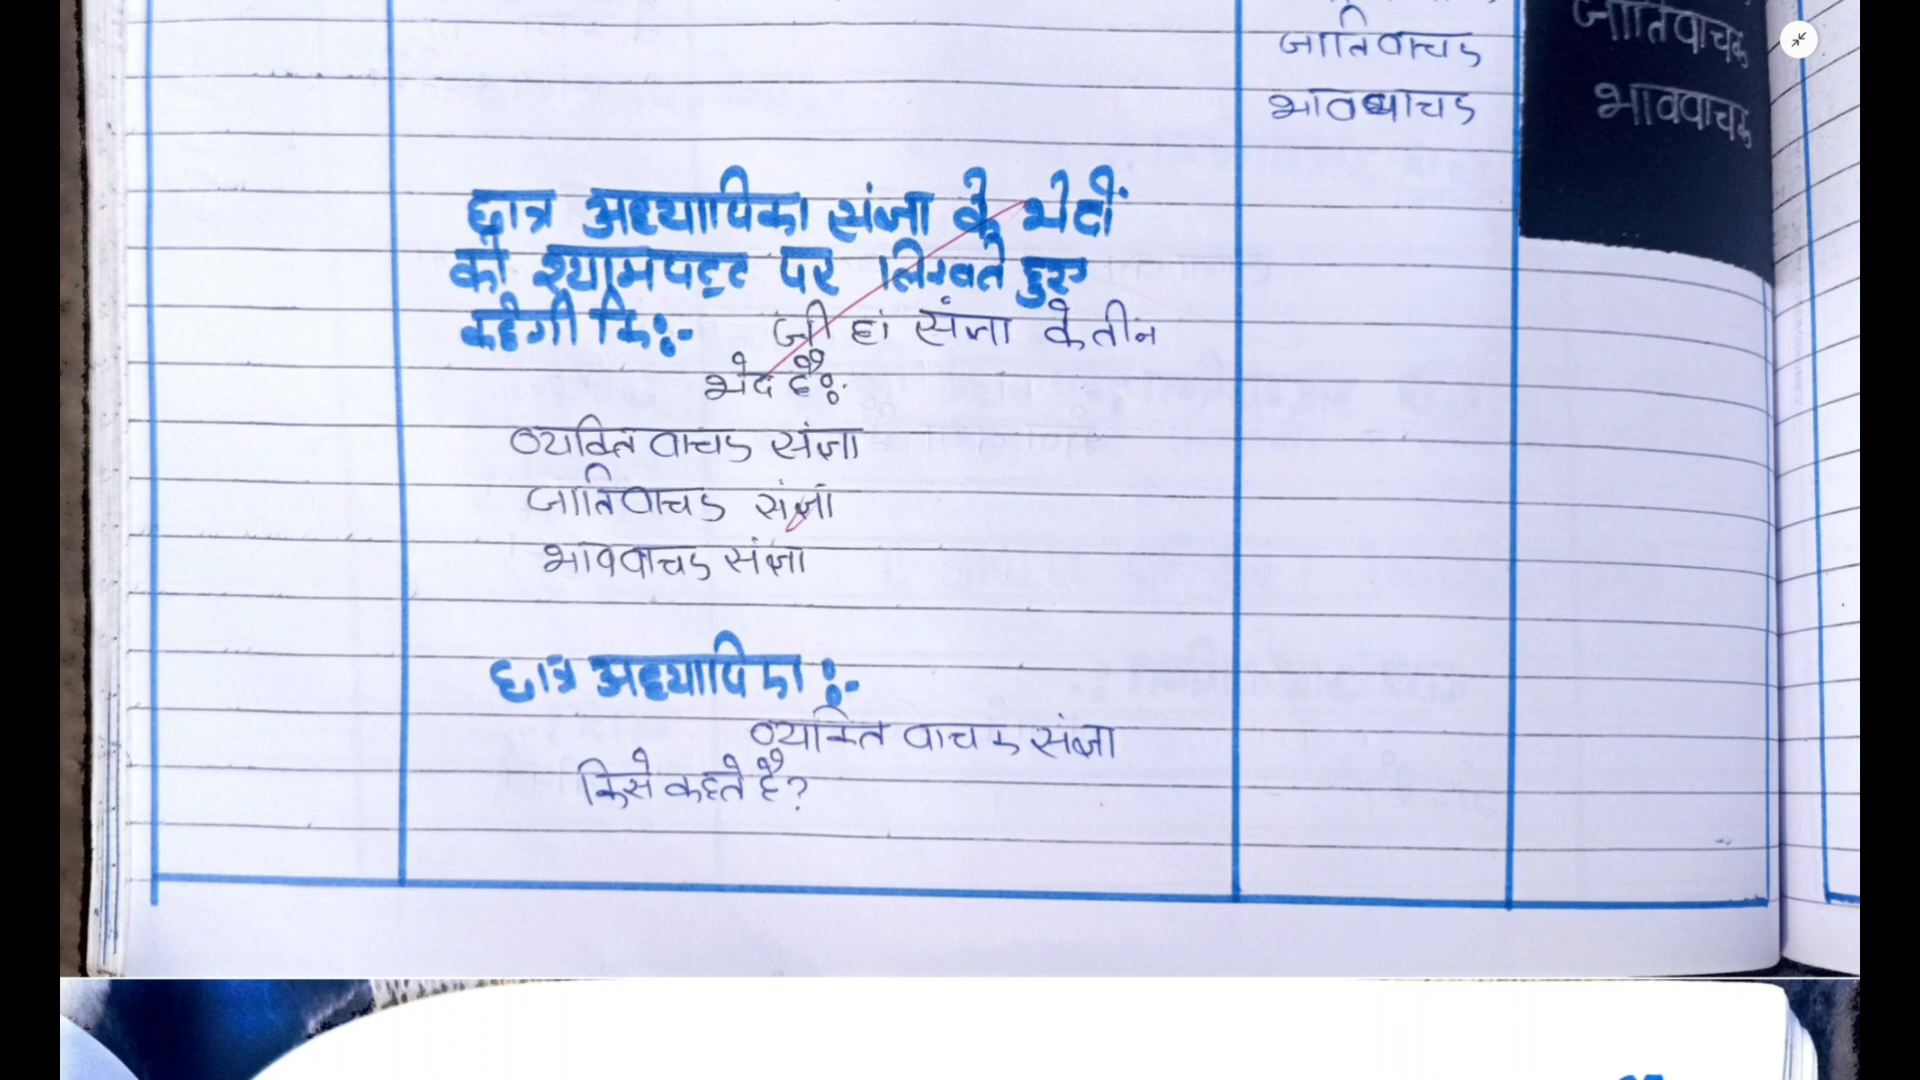 छात्र अध्यापिका संज्ञा के भेदों
को श्यामपट्ट पर लिखते हुए
कहेगी कि:- जी हां संज्ञा के तीन
भेद है:-
व्यक्ति वाचक संज्ञा
जातिवाचक संज्ञा
भाववाचक संज्ञा
छात्र अध्यापिका :-
व्यक्ति वाचक संज्ञा
किसे कहते है?
जातिवाचक
भाववाचक
जातिवाचक
भाववाचक